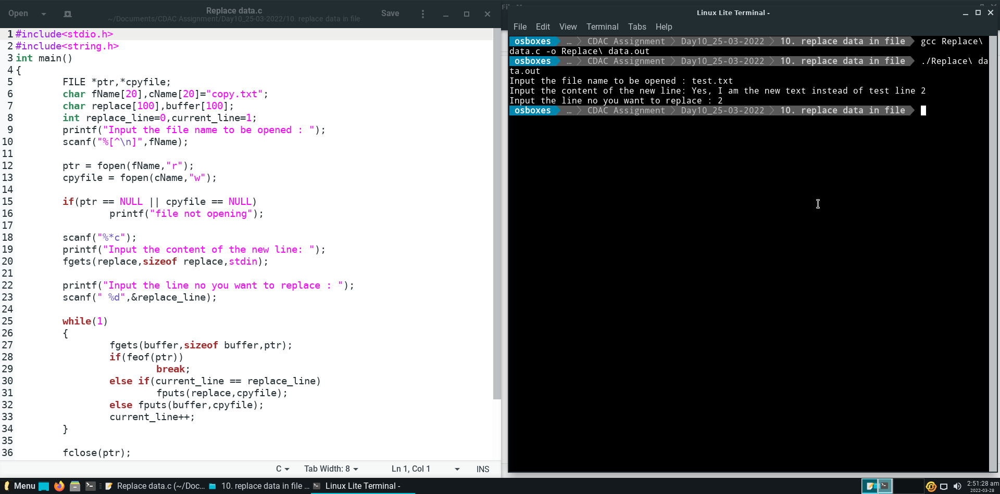 Open
Replace data.c
~/Documents/CDAC Assignment/Day10_25-03-2022/10. replace data in file
Save
1 #include<stdio.h>
2 #include<string.h>
3 int main()
4 {
5 FILE *ptr,*cpyfile;
6 char fName[20],cName[20]="copy.txt";
7 char replace[100],buffer[100];
8 int replace_line=0,current_line=1;
9 printf("Input the file name to be opened : ");
10 scanf("%[^\n]",fName);
11
12 ptr = fopen(fName,"r");
13 cpyfile = fopen(cName,"w");
14
15 if(ptr == NULL || cpyfile == NULL)
16 printf("file not opening");
17
18 scanf("%*c");
19 printf("Input the content of the new line: ");
20 fgets(replace,sizeof replace,stdin);
21
22 printf("Input the line no you want to replace : ");
23 scanf(" %d",&replace_line);
24
25 while(1)
26 {
27 fgets(buffer,sizeof buffer,ptr);
28 if(feof(ptr))
29 break;
30 else if(current_line == replace_line)
31 fputs(replace,cpyfile);
32 else fputs(buffer,cpyfile);
33 current_line++;
34 }
35
36 fclose(ptr);
C Tab Width: 8 Ln 1, Col 1 INS
Linux Lite Terminal -
File Edit View Terminal Tabs Help
osboxes … CDAC Assignment Day10_25-03-2022 10. replace data in file gcc Replace\
data.c -o Replace\ data.out
osboxes … CDAC Assignment Day10_25-03-2022 10. replace data in file ./Replace\ da
ta.out
Input the file name to be opened : test.txt
Input the content of the new line: Yes, I am the new text instead of test line 2
Input the line no you want to replace : 2
osboxes … CDAC Assignment Day10_25-03-2022 10. replace data in file
Menu Replace data.c (~/Doc... 10. replace data in file ... Linux Lite Terminal - 2:51:28 am
2022-03-28